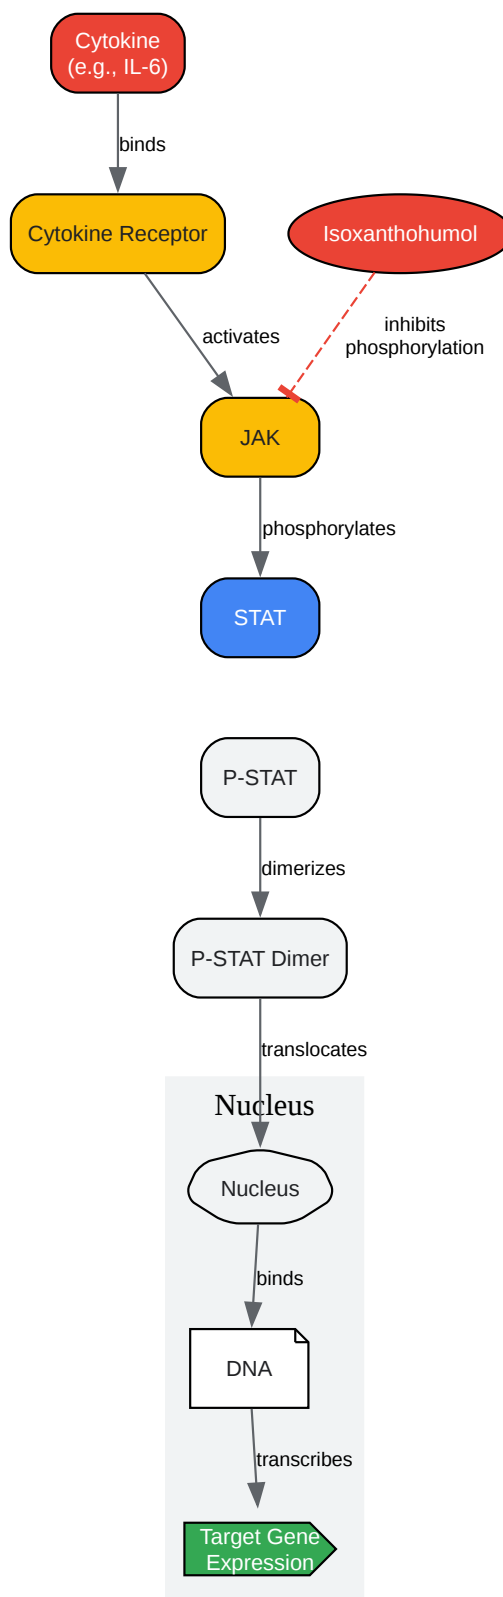 Cytokine
(e.g., IL-6)
binds
Cytokine Receptor
Isoxanthohumol
activates
inhibits
phosphorylation
JAK
phosphorylates
STAT
P-STAT
dimerizes
P-STAT Dimer
translocates
Nucleus
Nucleus
binds
DNA
transcribes
Target Gene
Expression